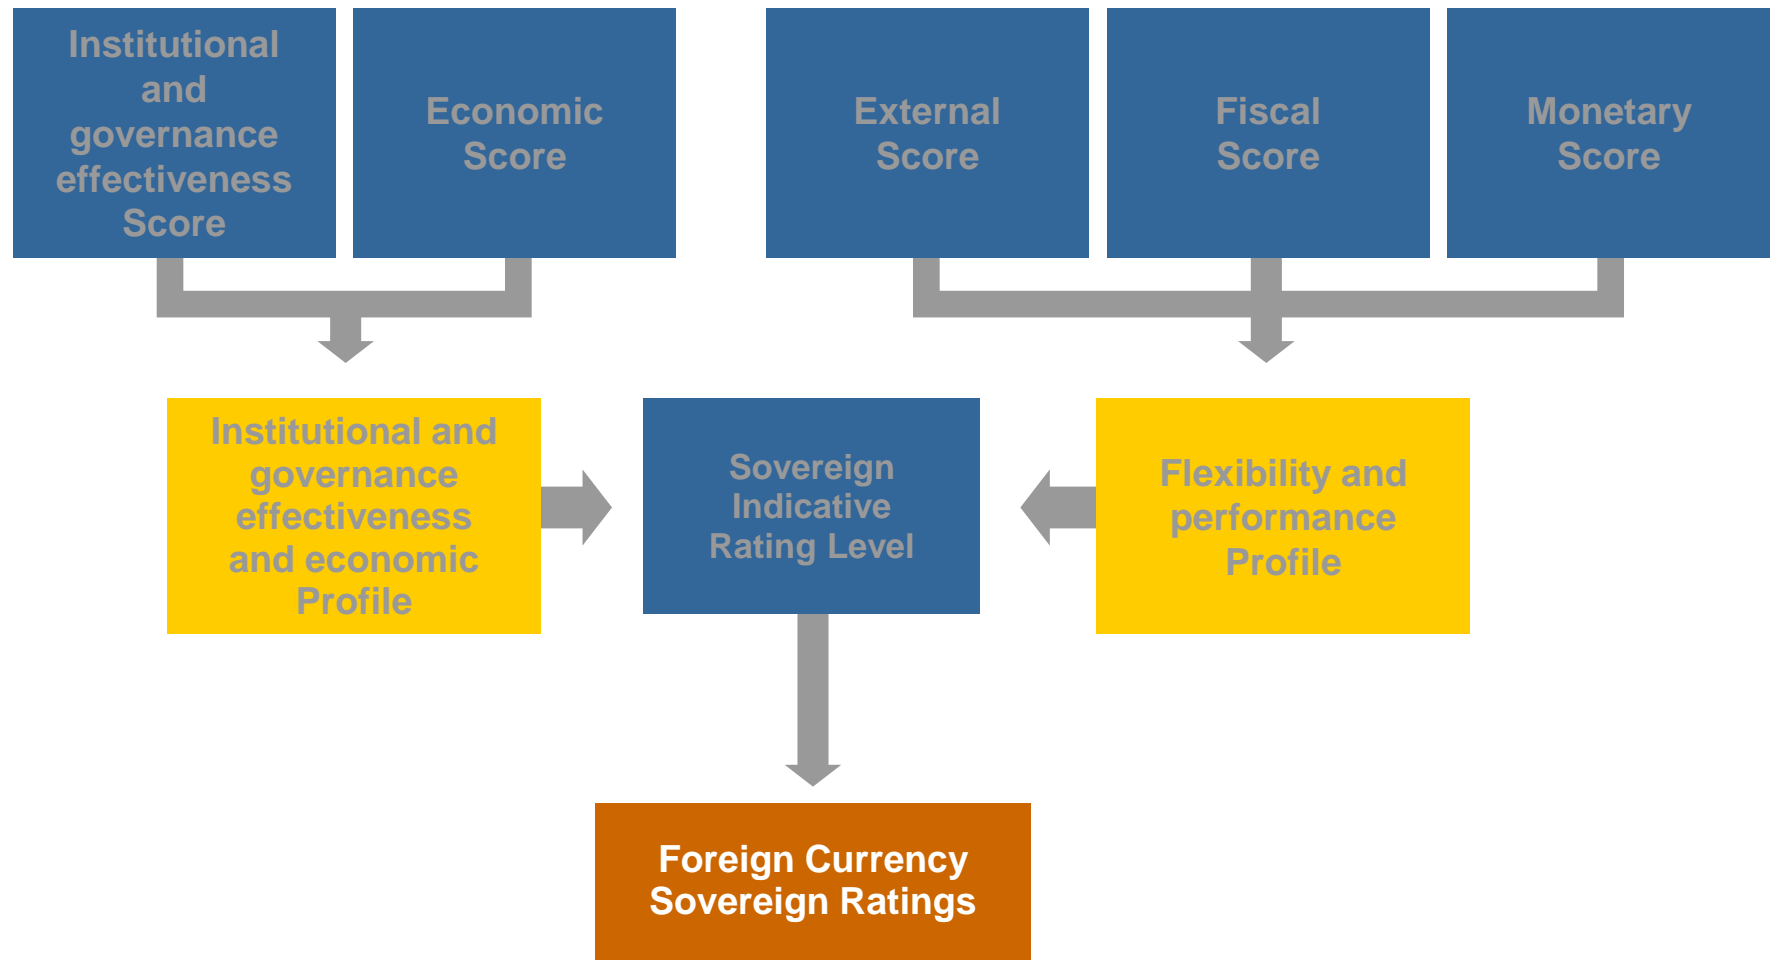 Institutional
and
governance
effectiveness
Score
Economic
Score
External
Score
Fiscal
Score
Monetary
Score
Institutional and
governance
effectiveness
and economic
Profile
Sovereign
Indicative
Rating Level
Flexibility and
performance
Profile
Foreign Currency
Sovereign Ratings